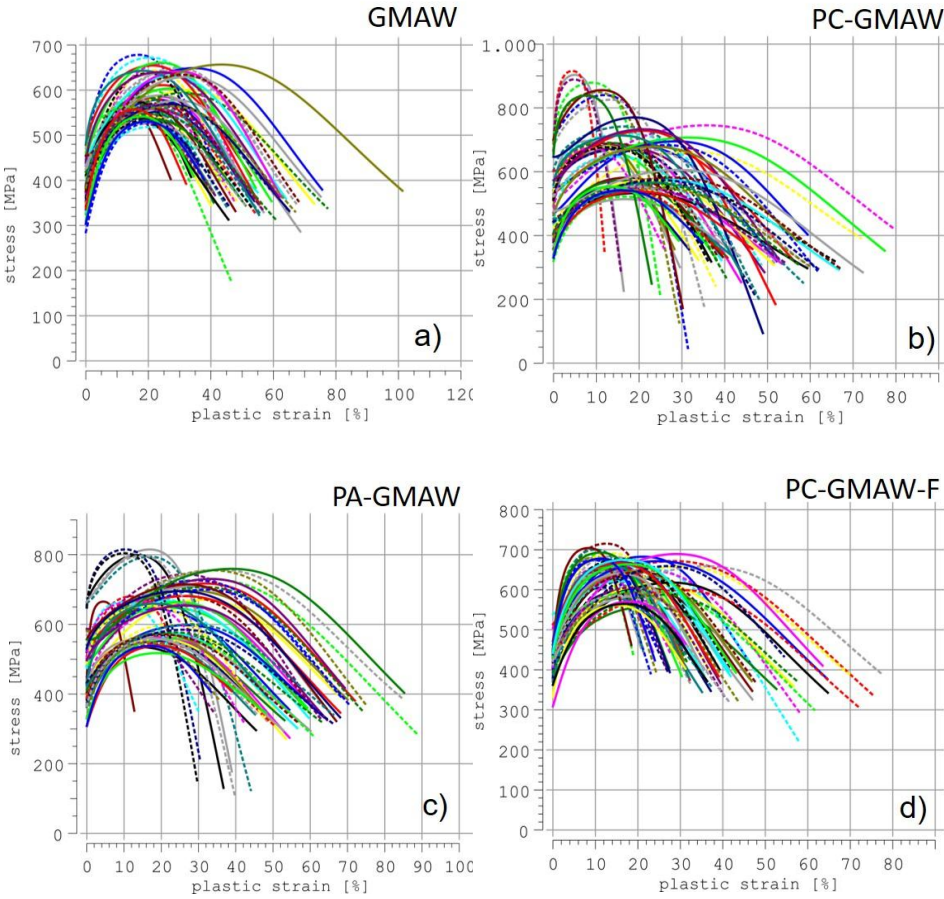 GMAW
700
600
500
400
300
200
100
0
stress [MPa]
0 20 40 60 80 100 120
plastic strain [%]
a)
PC-GMAW
1.000
800
600
400
200
0
stress [MPa]
0 10 20 30 40 50 60 70 80
plastic strain [%]
b)
PA-GMAW
800
600
400
200
0
stress [MPa]
0 10 20 30 40 50 60 70 80 90 100
plastic strain [%]
c)
PC-GMAW-F
800
700
600
500
400
300
200
100
0
stress [MPa]
0 10 20 30 40 50 60 70 80
plastic strain [%]
d)